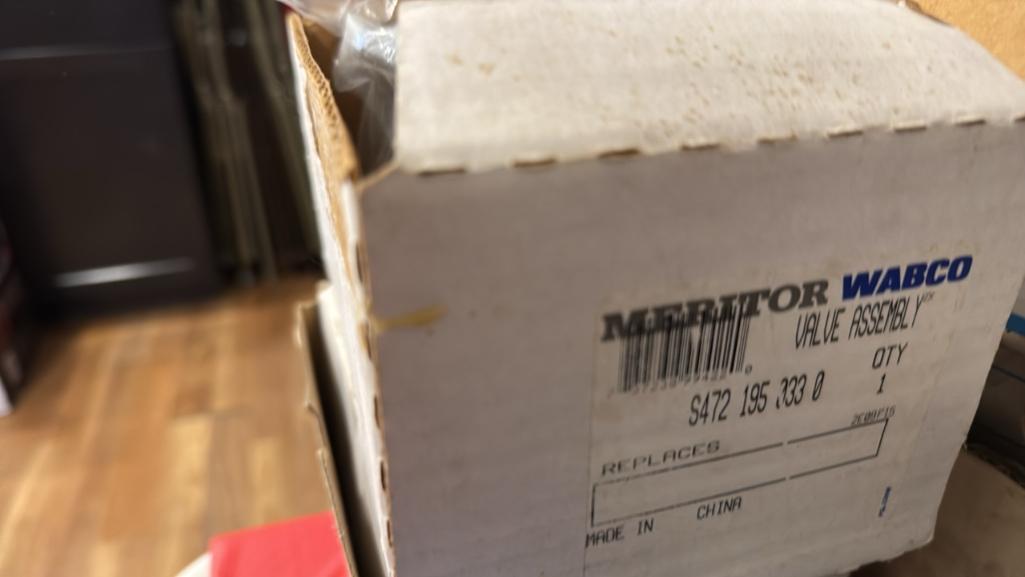 MERITOR WABCO
VALVE ASSEMBLY
QTY
1
S472 195 333 0
REPLACES
MADE IN CHINA